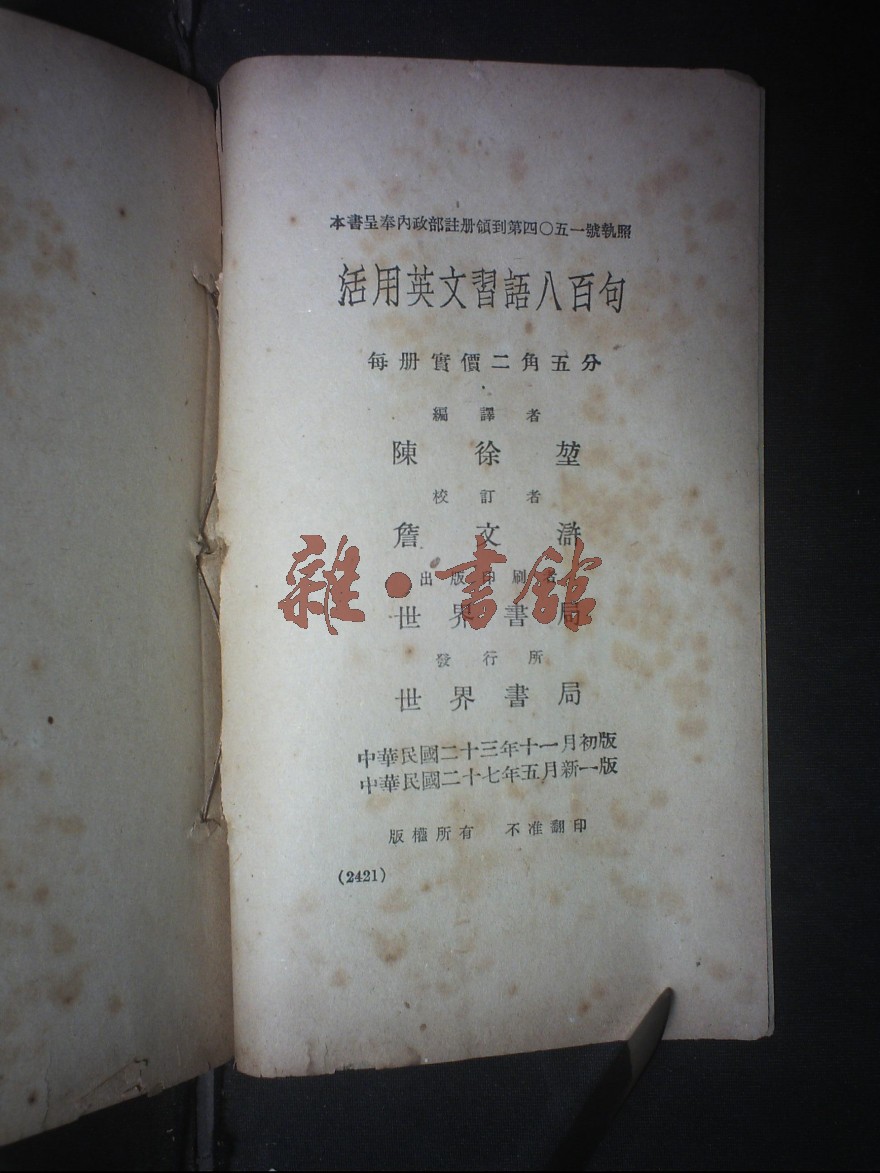 本書呈奉內政部註册領到第四〇五一號執照
活用英文習語八百句
每册實價二角五分
編譯者
陳徐堃
校訂者
詹文滸
出版印刷者
雜·書館
世界書局
發行所
世界書局
中華民國二十三年十一月初版
中華民國二十七年五月新一版
版權所有 不准翻印
(2421)